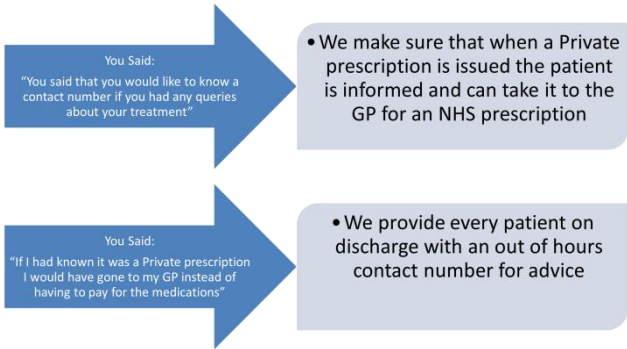 You Said:
“You said that you would like to know a
contact number if you had any queries
about your treatment”
• We make sure that when a Private
prescription is issued the patient
is informed and can take it to the
GP for an NHS prescription
You Said:
“If I had known it was a Private prescription
I would have gone to my GP instead of
having to pay for the medications”
• We provide every patient on
discharge with an out of hours
contact number for advice